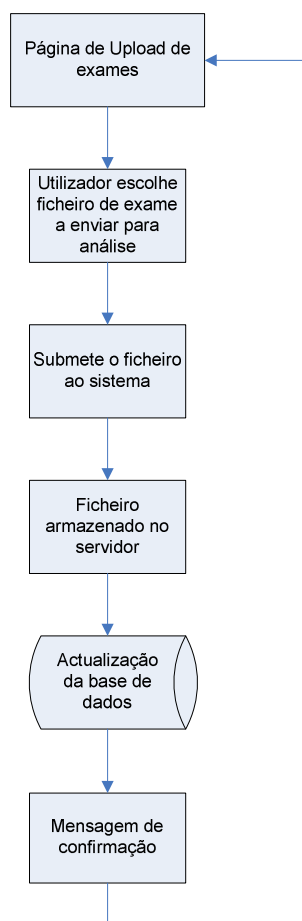 Página de Upload de
exames
Utilizador escolhe
ficheiro de exame
a enviar para
análise
Submete o ficheiro
ao sistema
Ficheiro
armazenado no
servidor
Actualização
da base de
dados
Mensagem de
confirmação